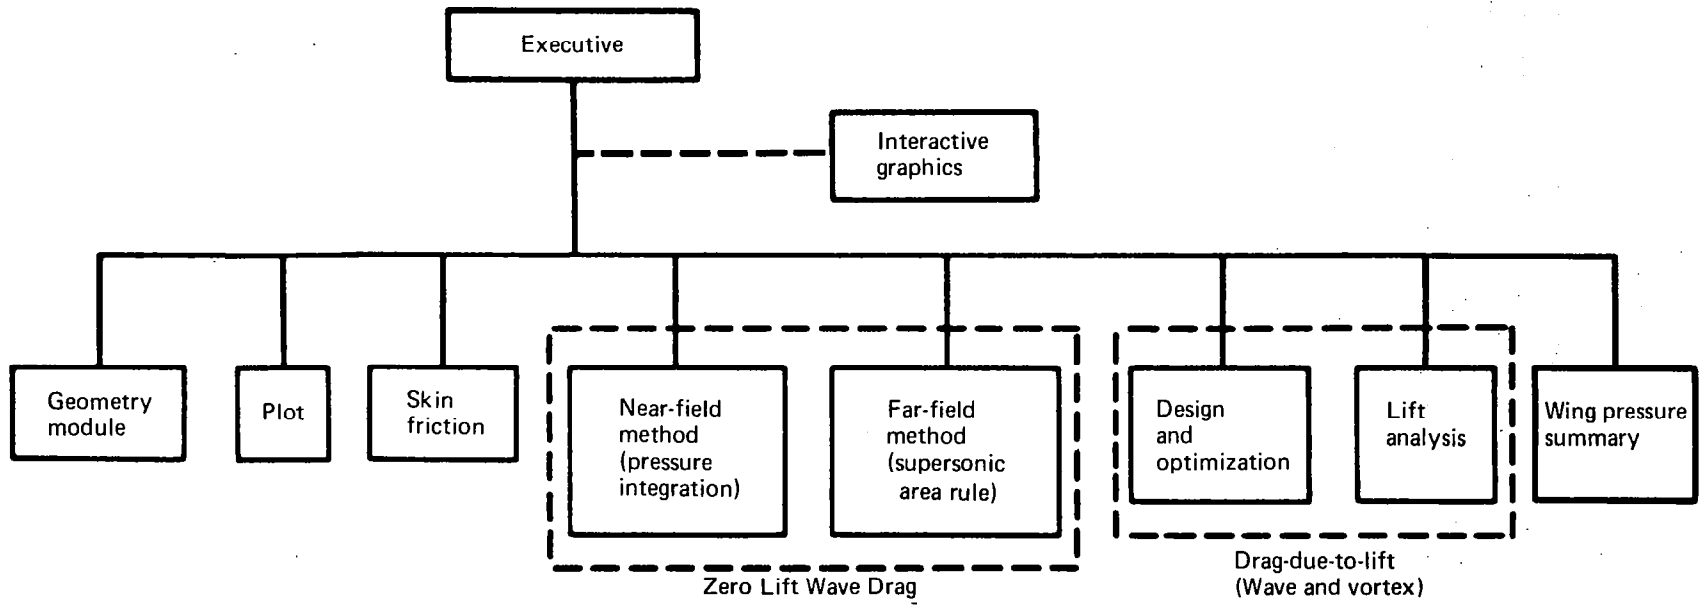 Executive
Interactive
graphics
Geometry
module
Plot
Skin
friction
Near-field
method
(pressure
integration)
Far-field
method
(supersonic
area rule)
Design
and
optimization
Lift
analysis
Wing pressure
summary
Zero Lift Wave Drag
Drag-due-to-lift
(Wave and vortex)